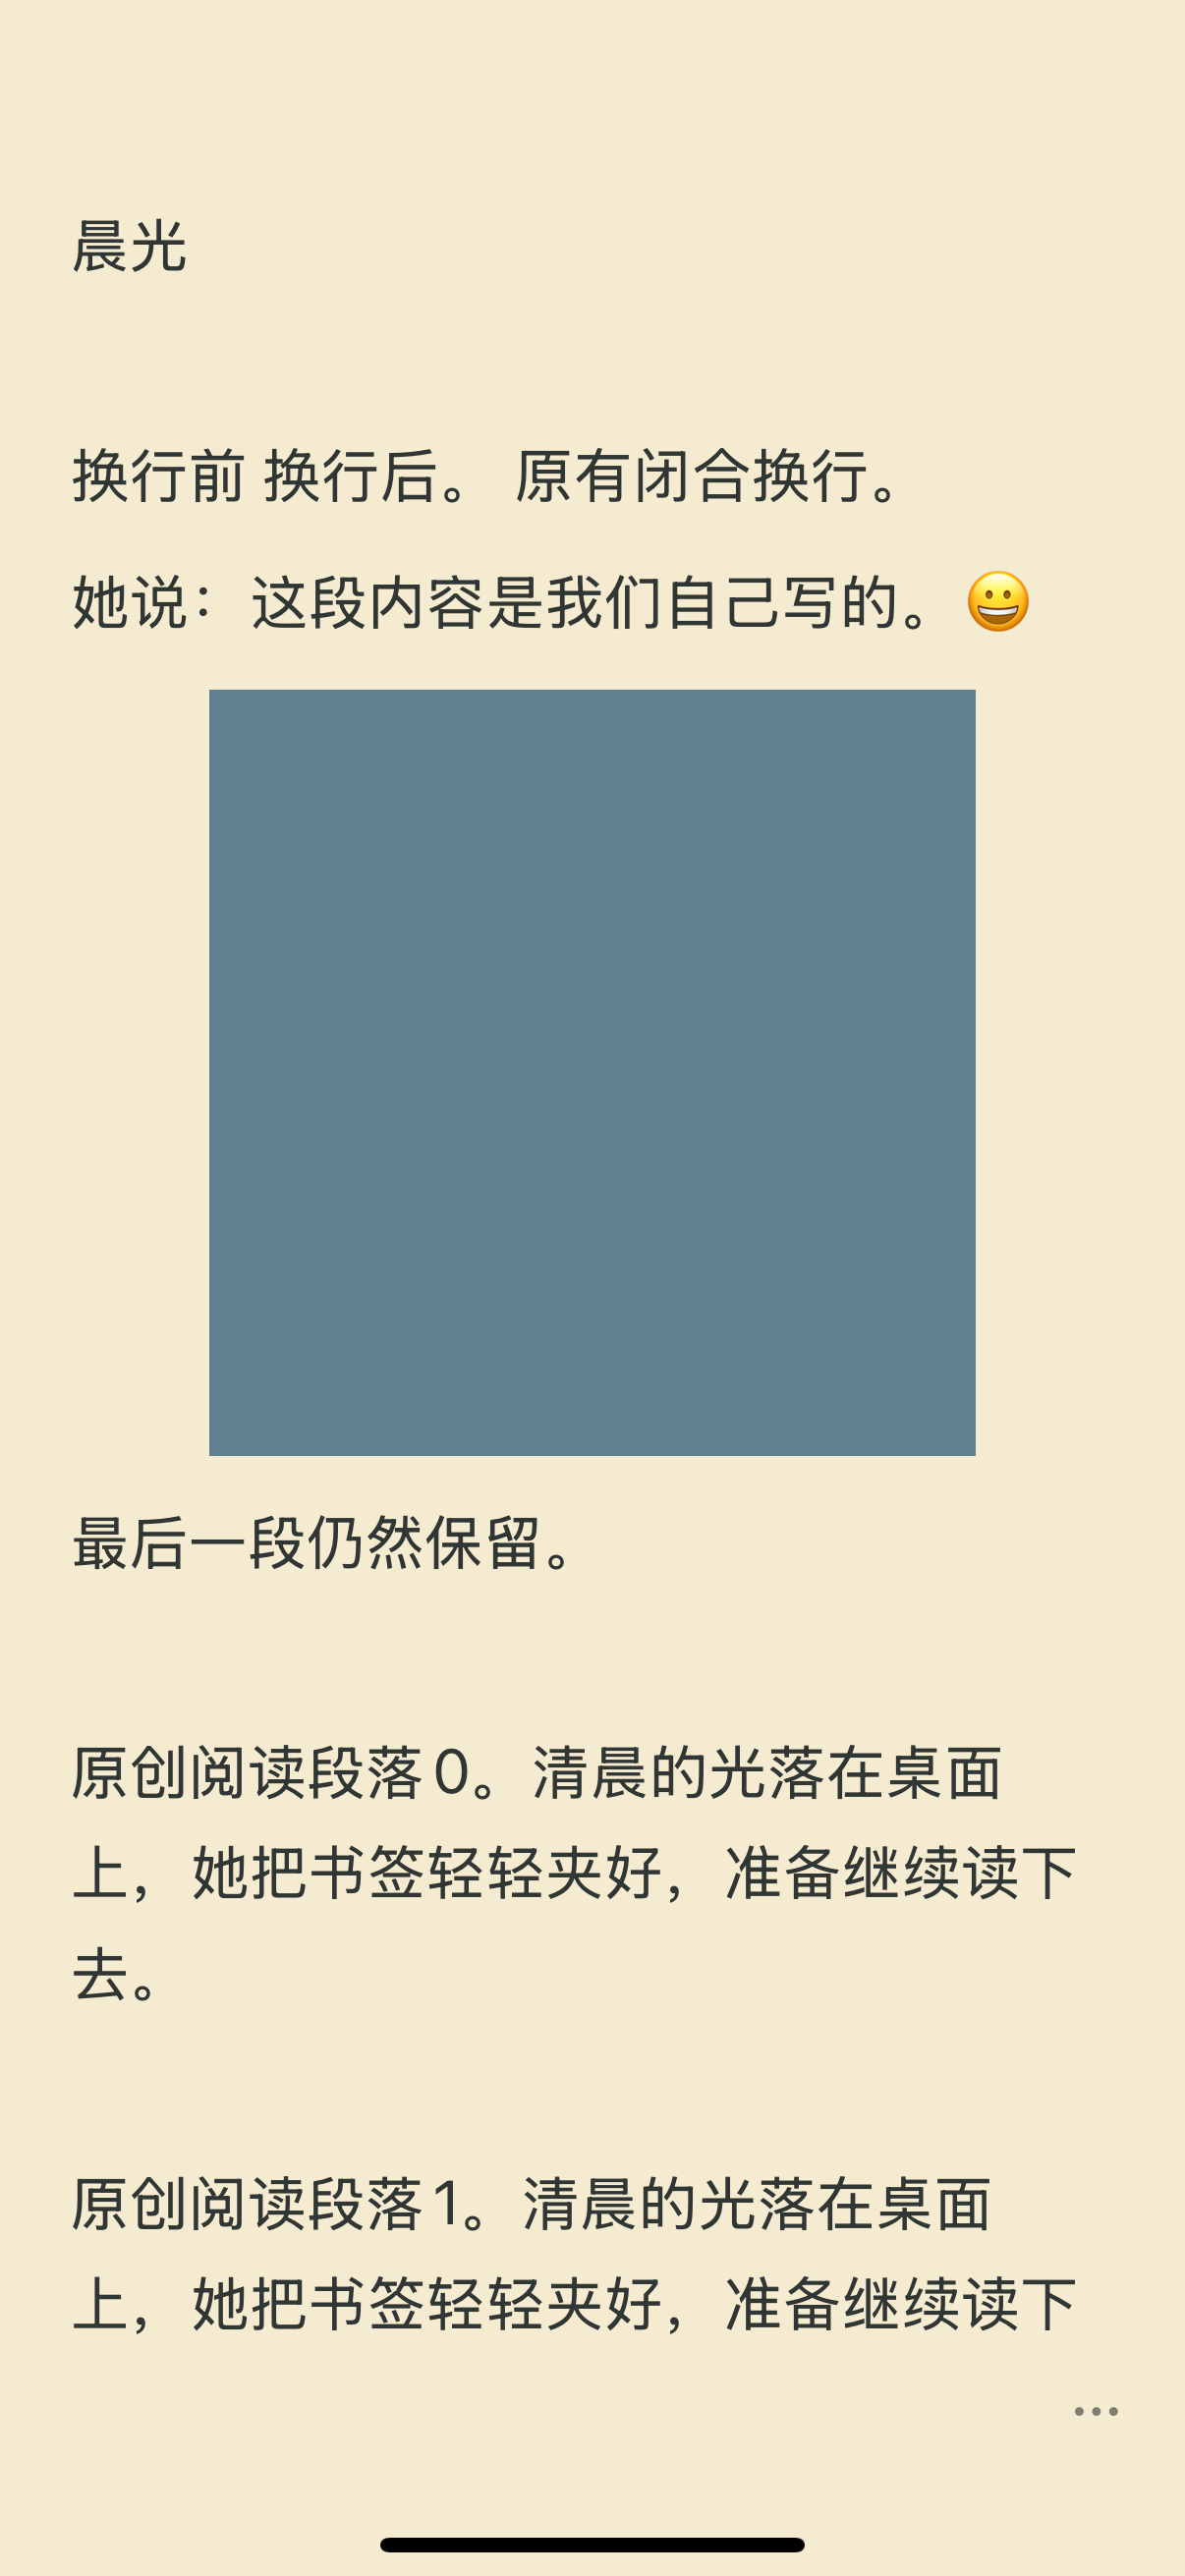 晨光
换行前 换行后。 原有闭合换行。
她说：这段内容是我们自己写的。😀
最后一段仍然保留。
原创阅读段落0。清晨的光落在桌面
上，她把书签轻轻夹好，准备继续读下
去。
原创阅读段落1。清晨的光落在桌面
上，她把书签轻轻夹好，准备继续读下